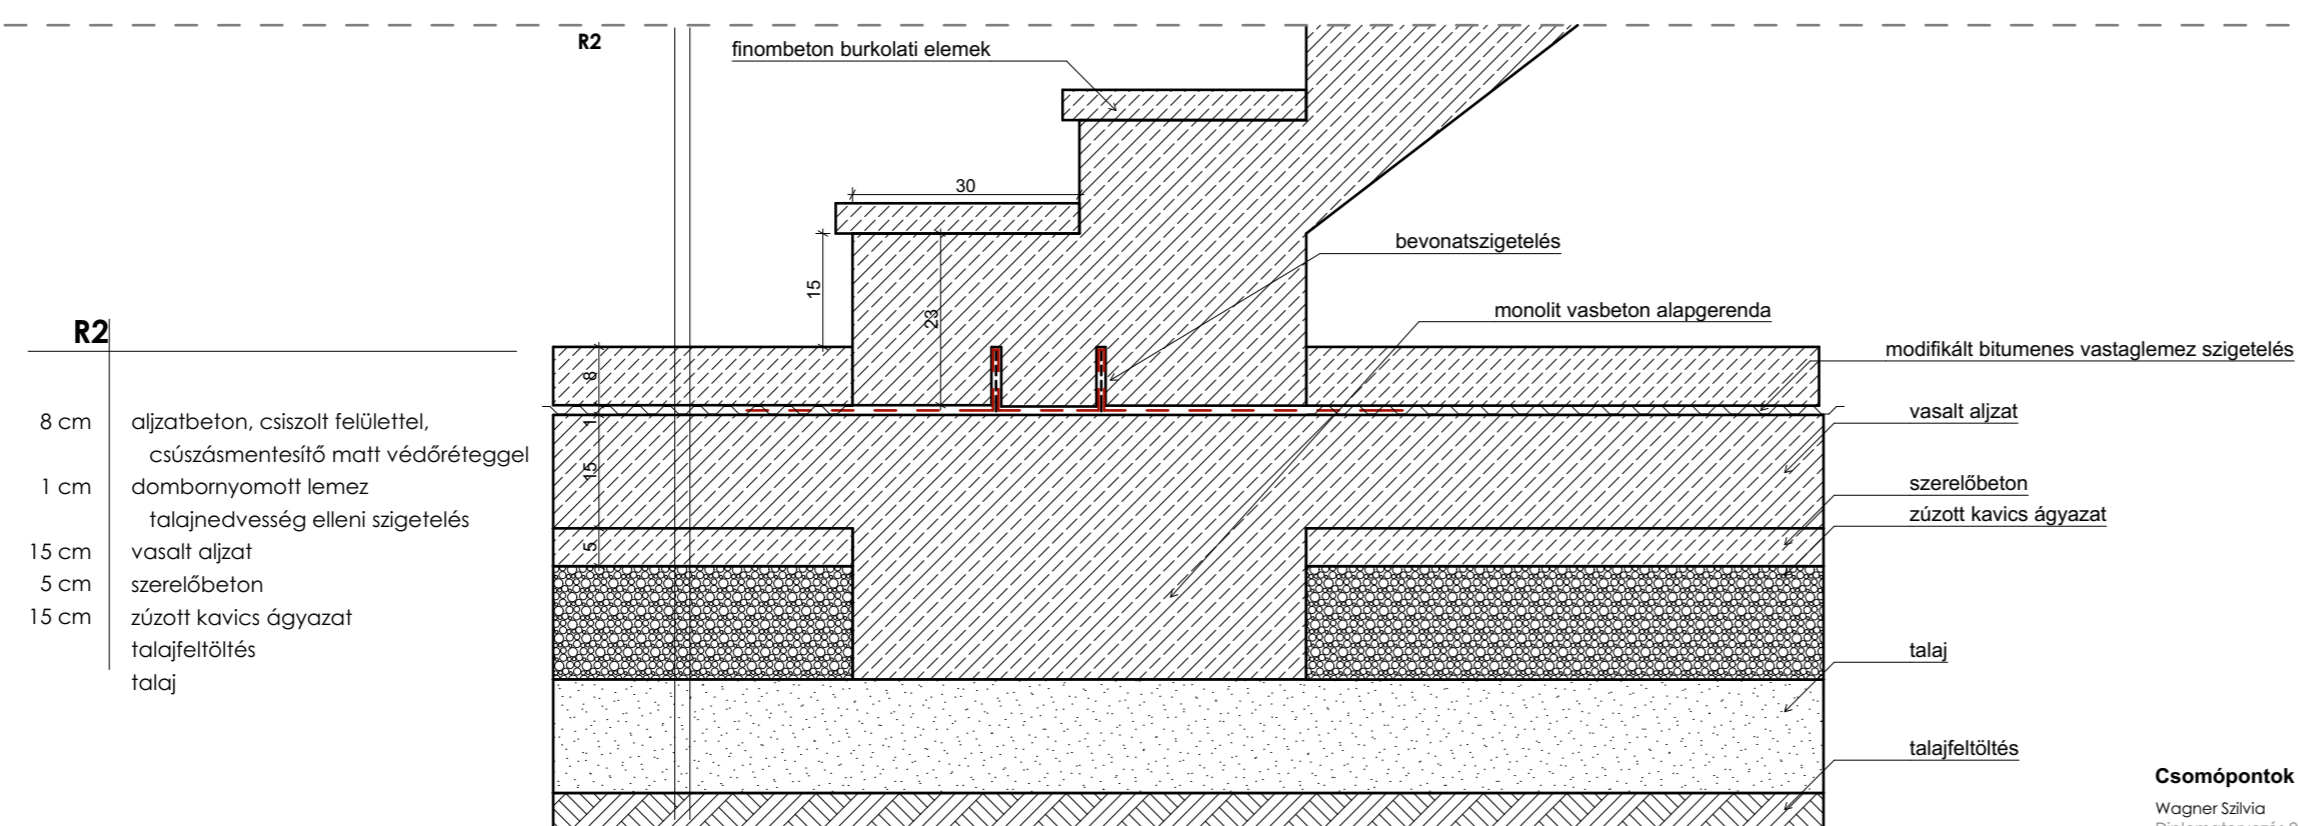 R2
finombeton burkolati elemek
30
bevonatszigetelés
15
23
monolit vasbeton alapgerenda
R2
modifikált bitumenes vastaglemez szigetelés
8
8 cm aljzatbeton, csiszolt felülettel,
csúszásmentesítő matt védőréteggel
1 cm dombornyomott lemez
talajnedvesség elleni szigetelés
15 cm vasalt aljzat
5 cm szerelőbeton
15 cm zúzott kavics ágyazat
talajfeltöltés
talaj
1
15
5
vasalt aljzat
szerelőbeton
zúzott kavics ágyazat
talaj
talajfeltöltés
Csomópontok
Wagner Szilvia